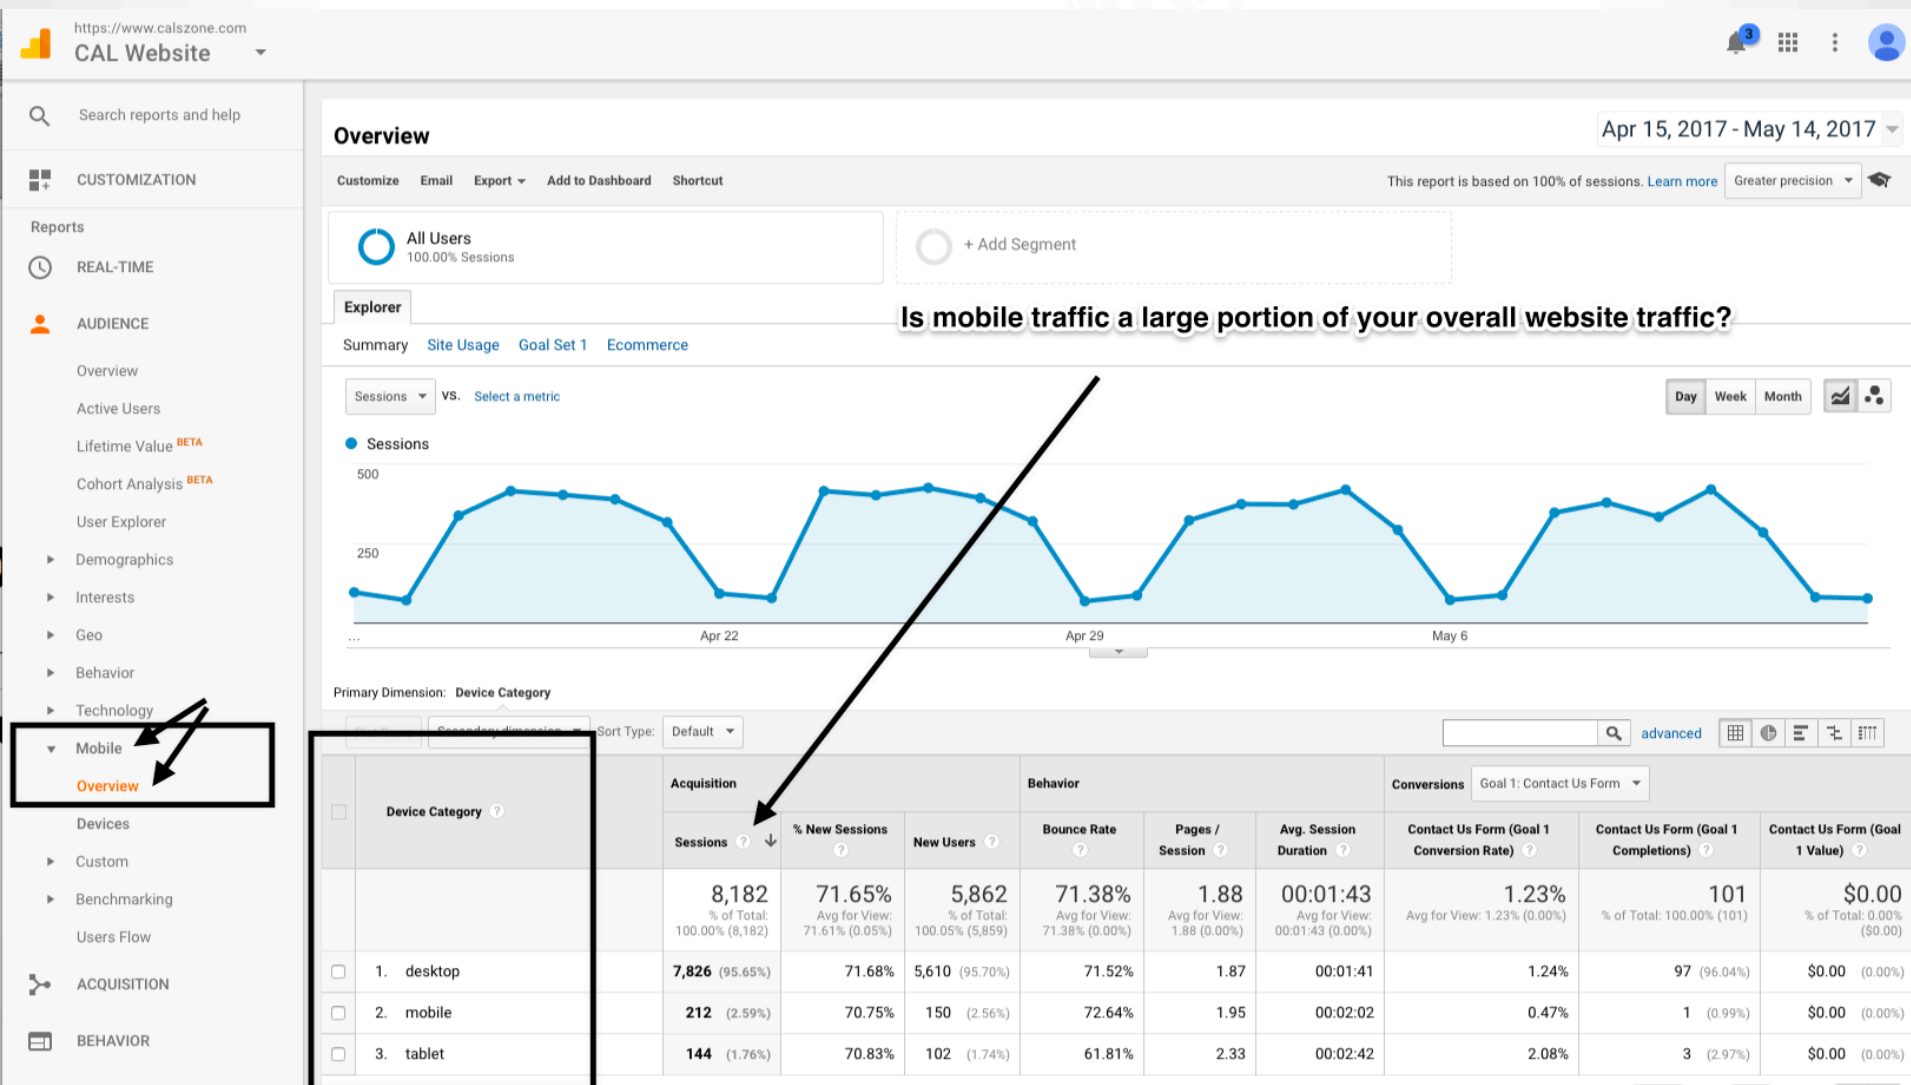 https://www.calszone.com
CAL Website
3
Search reports and help
CUSTOMIZATION
Reports
REAL-TIME
AUDIENCE
Overview
Active Users
Lifetime Value BETA
Cohort Analysis BETA
User Explorer
Demographics
Interests
Geo
Behavior
Technology
Mobile
Overview
Devices
Custom
Benchmarking
Users Flow
ACQUISITION
BEHAVIOR
Overview
Apr 15, 2017 - May 14, 2017
Customize Email Export Add to Dashboard Shortcut
This report is based on 100% of sessions. Learn more Greater precision
All Users
100.00% Sessions
+ Add Segment
Explorer
Is mobile traffic a large portion of your overall website traffic?
Summary Site Usage Goal Set 1 Ecommerce
Sessions VS. Select a metric
Day Week Month
Sessions
500
250
... Apr 22 Apr 29 May 6
Primary Dimension: Device Category
Secondary dimension Sort Type: Default
advanced
Acquisition Behavior Conversions Goal 1: Contact Us Form
Device Category ?
Sessions ? % New Sessions ? New Users ? Bounce Rate ? Pages / Session ? Avg. Session Duration ? Contact Us Form (Goal 1 Conversion Rate) ? Contact Us Form (Goal 1 Completions) ? Contact Us Form (Goal 1 Value) ?
8,182 71.65% 5,862 71.38% 1.88 00:01:43 1.23% 101 $0.00
% of Total: Avg for View: % of Total: Avg for View: Avg for View: Avg for View: Avg for View: 1.23% (0.00%) % of Total: 100.00% (101) % of Total: 0.00%
100.00% (8,182) 71.61% (0.05%) 100.05% (5,859) 71.38% (0.00%) 1.88 (0.00%) 00:01:43 (0.00%) ($0.00)
1. desktop 7,826 (95.65%) 71.68% 5,610 (95.70%) 71.52% 1.87 00:01:41 1.24% 97 (96.04%) $0.00 (0.00%)
2. mobile 212 (2.59%) 70.75% 150 (2.56%) 72.64% 1.95 00:02:02 0.47% 1 (0.99%) $0.00 (0.00%)
3. tablet 144 (1.76%) 70.83% 102 (1.74%) 61.81% 2.33 00:02:42 2.08% 3 (2.97%) $0.00 (0.00%)